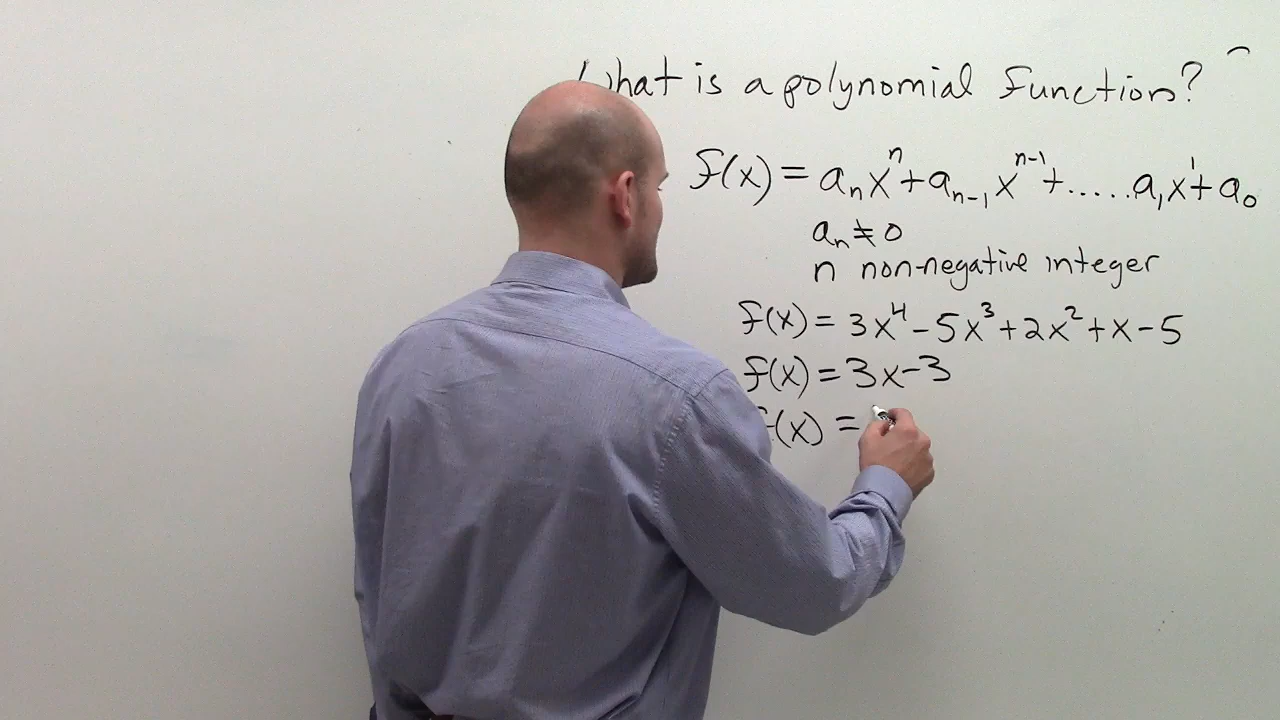 What is a polynomial function?
f(x) = aₙxⁿ + aₙ₋₁xⁿ⁻¹ + ..... a₁x¹ + a₀
aₙ ≠ 0
n non-negative integer
f(x) = 3x⁴ - 5x³ + 2x² + x - 5
f(x) = 3x - 3
f(x) =